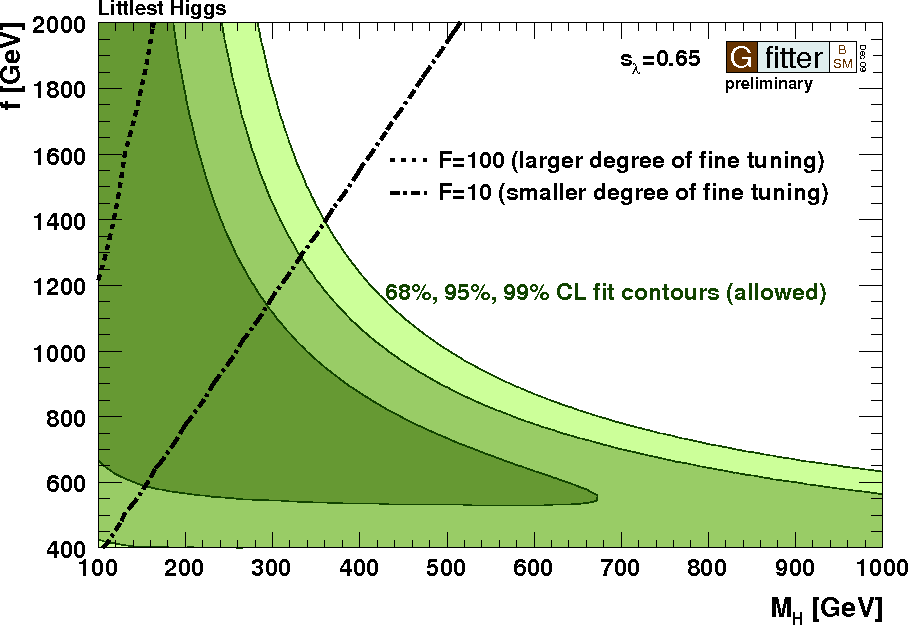 Littlest Higgs
f [GeV]
2000
1800
1600
1400
1200
1000
800
600
400
s_λ=0.65
G fitter B SM Dec 09
preliminary
F=100 (larger degree of fine tuning)
F=10 (smaller degree of fine tuning)
68%, 95%, 99% CL fit contours (allowed)
100 200 300 400 500 600 700 800 900 1000
M_H [GeV]